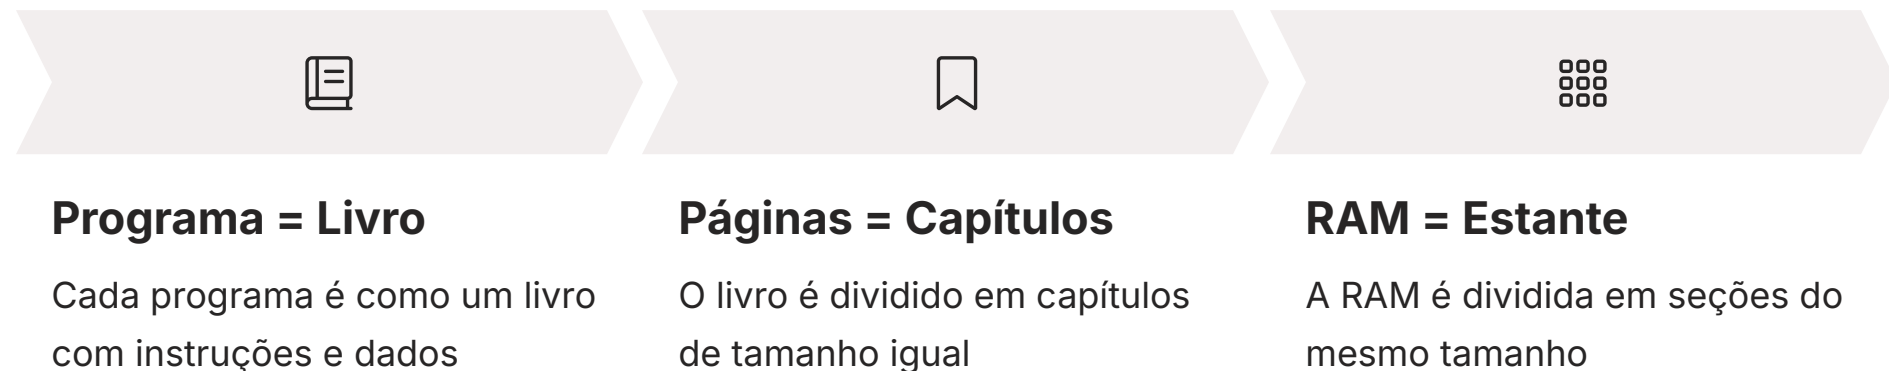 Programa = Livro
Cada programa é como um livro
com instruções e dados
Páginas = Capítulos
O livro é dividido em capítulos
de tamanho igual
RAM = Estante
A RAM é dividida em seções do
mesmo tamanho